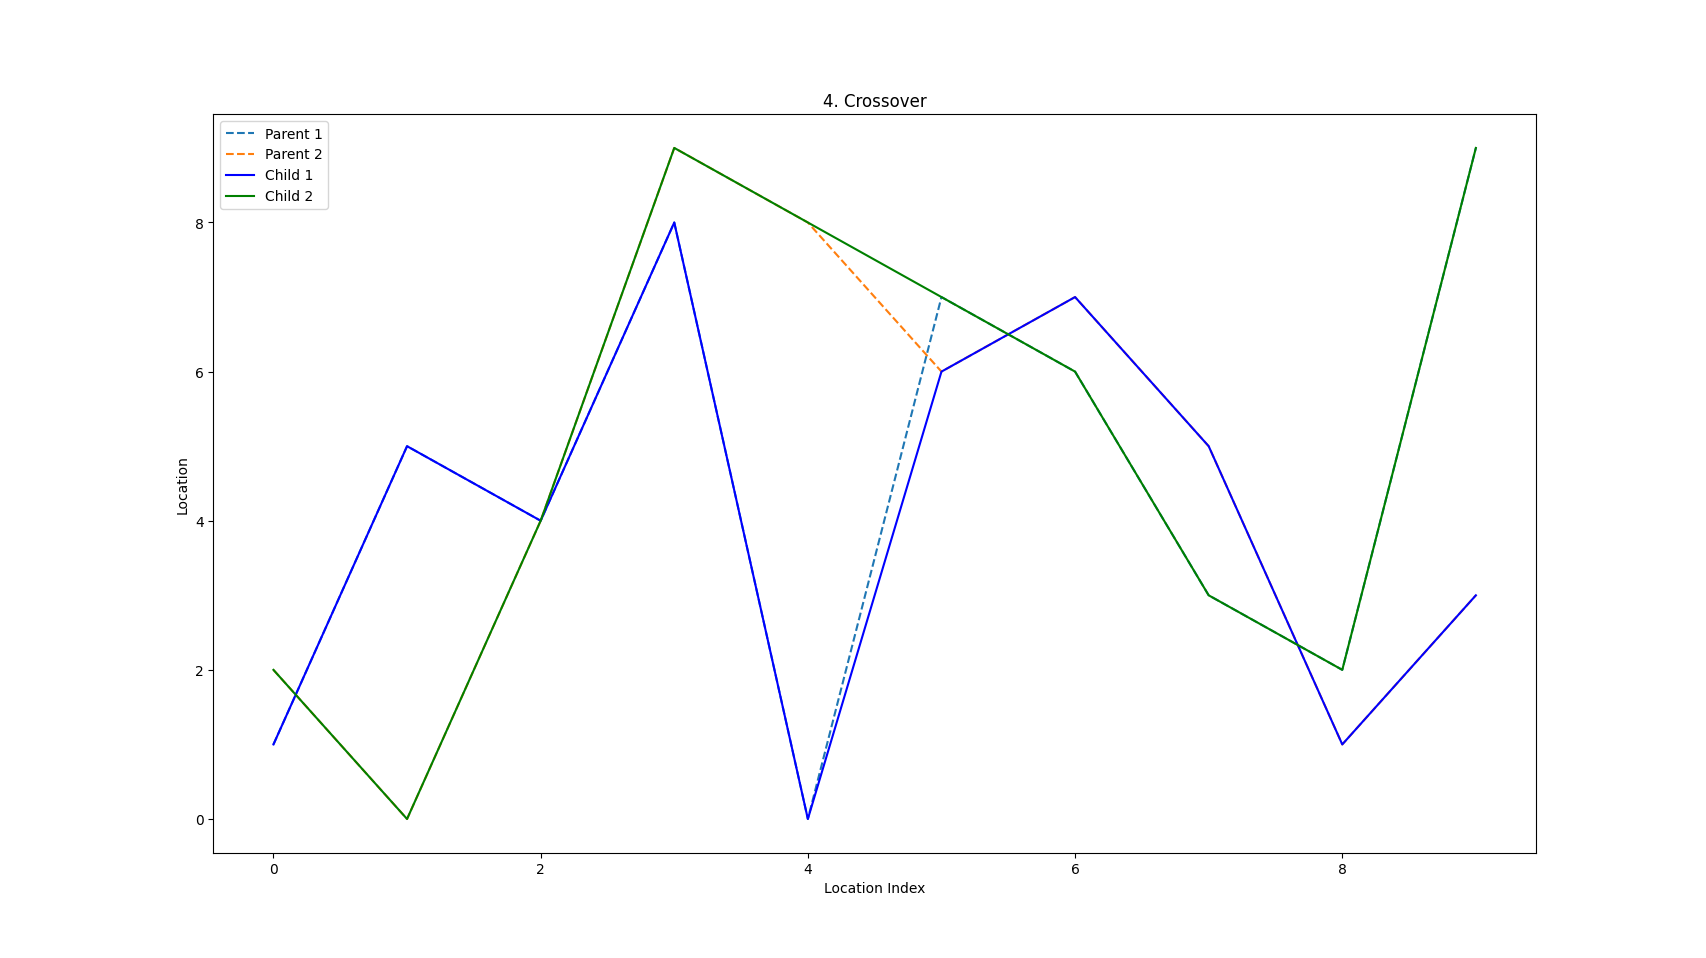 4. Crossover
Parent 1
Parent 2
Child 1
Child 2
8
6
4
2
0
Location
0 2 4 6 8
Location Index